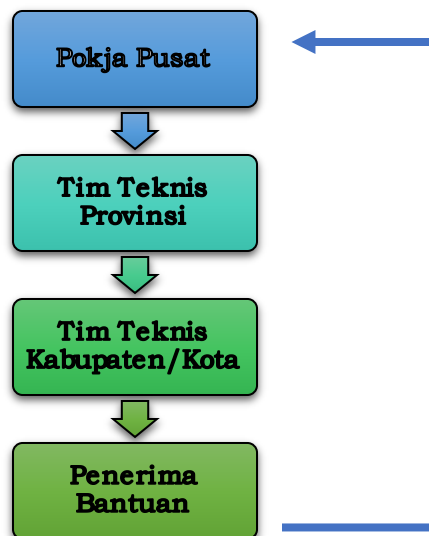 Pokja Pusat
Tim Teknis
Provinsi
Tim Teknis
Kabupaten/Kota
Penerima
Bantuan